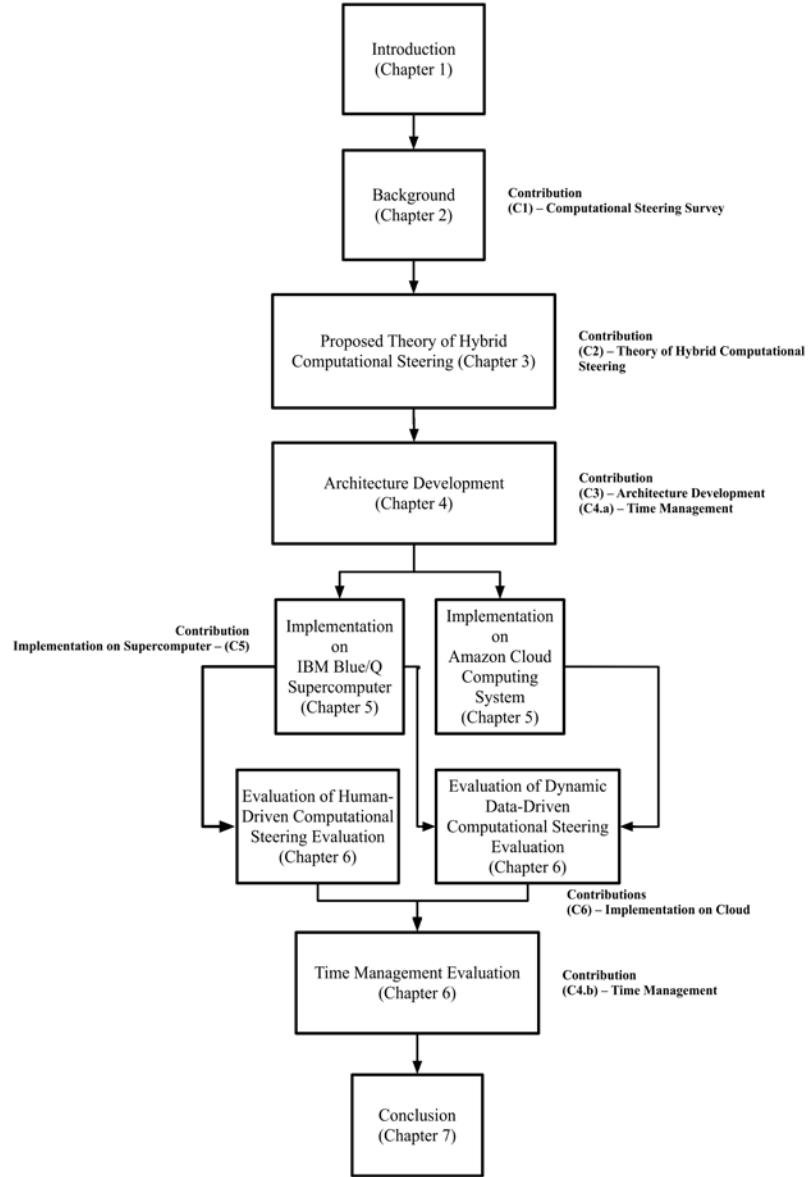 Introduction
(Chapter 1)
Background
(Chapter 2)
Contribution
(C1) – Computational Steering Survey
Proposed Theory of Hybrid
Computational Steering (Chapter 3)
Contribution
(C2) – Theory of Hybrid Computational
Steering
Architecture Development
(Chapter 4)
Contribution
(C3) – Architecture Development
(C4.a) – Time Management
Contribution
Implementation on Supercomputer – (C5)
Implementation
on
IBM Blue/Q
Supercomputer
(Chapter 5)
Implementation
on
Amazon Cloud
Computing
System
(Chapter 5)
Evaluation of Human-
Driven Computational
Steering Evaluation
(Chapter 6)
Evaluation of Dynamic
Data-Driven
Computational Steering
Evaluation
(Chapter 6)
Contributions
(C6) – Implementation on Cloud
Time Management Evaluation
(Chapter 6)
Contribution
(C4.b) – Time Management
Conclusion
(Chapter 7)